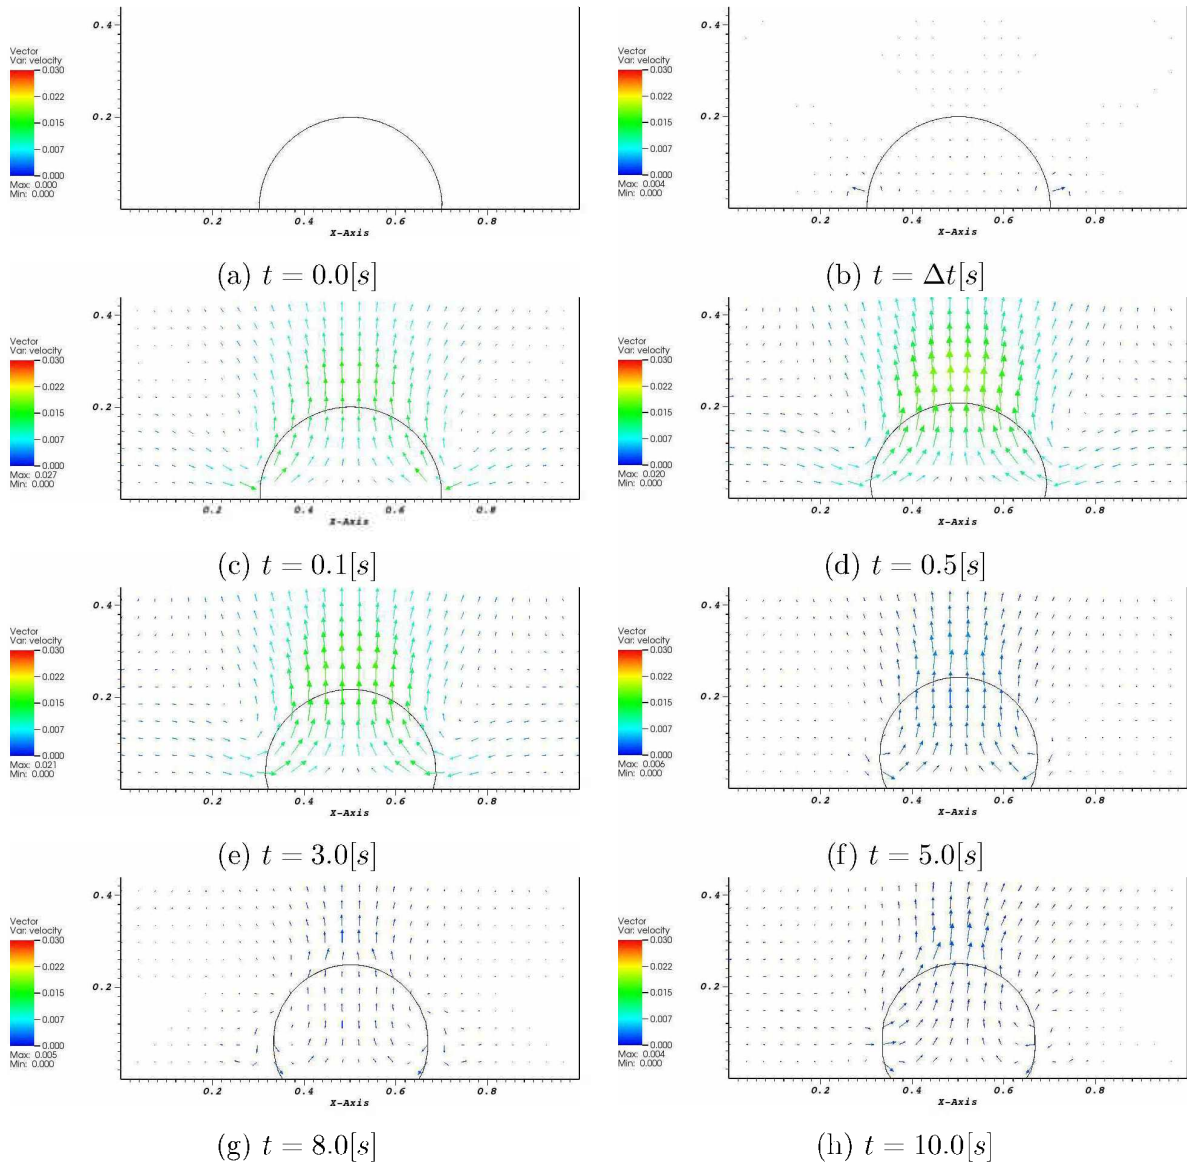 Vector
Var: velocity
0.030
0.022
0.015
0.007
0.000
Max: 0.000
Min: 0.000
0.4
0.2
0.2 0.4 0.6 0.8
X-Axis
(a) t = 0.0[s]
Vector
Var: velocity
0.030
0.022
0.015
0.007
0.000
Max: 0.004
Min: 0.000
0.4
0.2
0.2 0.4 0.6 0.8
X-Axis
(b) t = Δt[s]
Vector
Var: velocity
0.030
0.022
0.015
0.007
0.000
Max: 0.027
Min: 0.000
0.4
0.2
0.2 0.4 0.6 0.8
X-Axis
(c) t = 0.1[s]
Vector
Var: velocity
0.030
0.022
0.015
0.007
0.000
Max: 0.020
Min: 0.000
0.4
0.2
0.2 0.4 0.6 0.8
X-Axis
(d) t = 0.5[s]
Vector
Var: velocity
0.030
0.022
0.015
0.007
0.000
Max: 0.021
Min: 0.000
0.4
0.2
0.2 0.4 0.6 0.8
X-Axis
(e) t = 3.0[s]
Vector
Var: velocity
0.030
0.022
0.015
0.007
0.000
Max: 0.006
Min: 0.000
0.4
0.2
0.2 0.4 0.6 0.8
X-Axis
(f) t = 5.0[s]
Vector
Var: velocity
0.030
0.022
0.015
0.007
0.000
Max: 0.005
Min: 0.000
0.4
0.2
0.2 0.4 0.6 0.8
X-Axis
(g) t = 8.0[s]
Vector
Var: velocity
0.030
0.022
0.015
0.007
0.000
Max: 0.004
Min: 0.000
0.4
0.2
0.2 0.4 0.6 0.8
X-Axis
(h) t = 10.0[s]